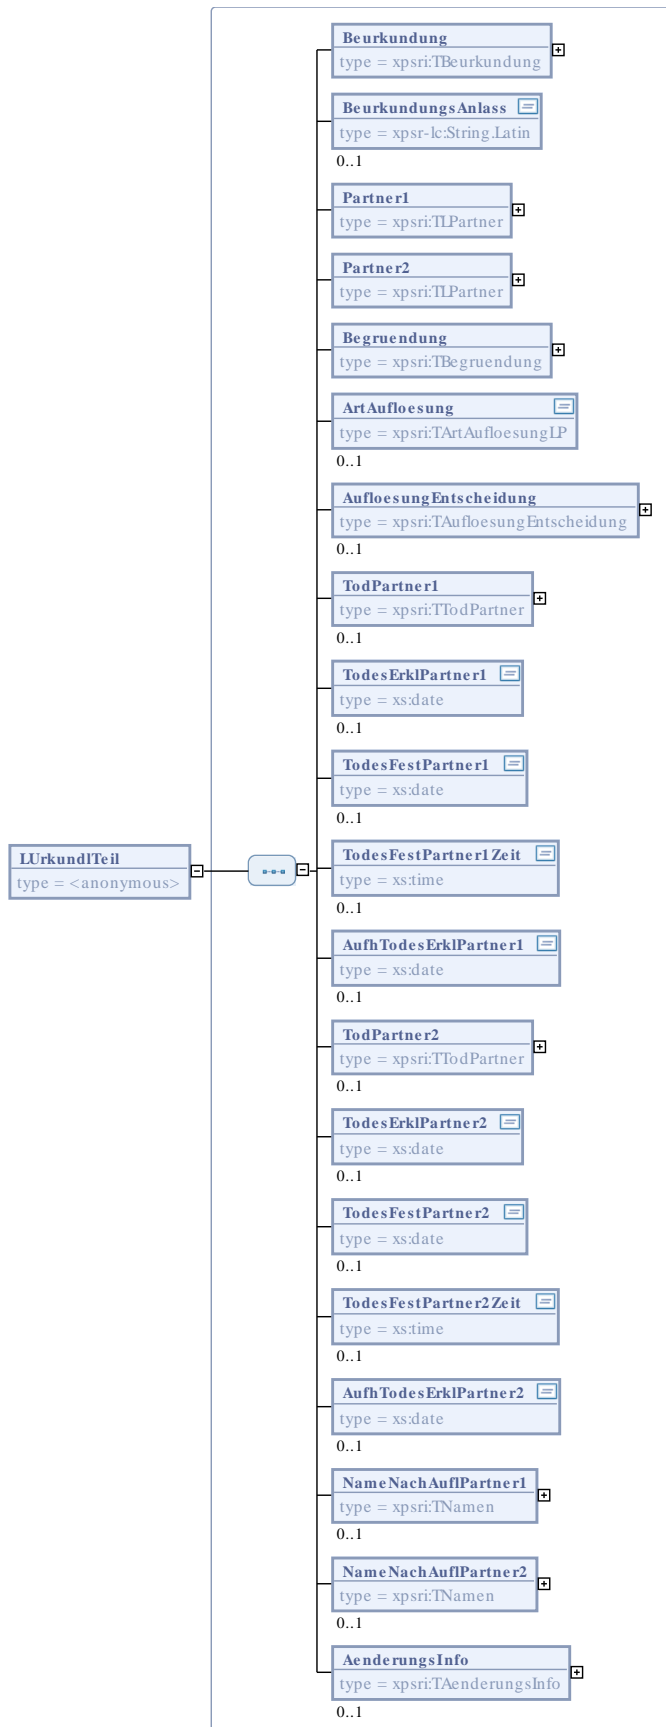 Beurkundung
type = xpsri:TBeurkundung
BeurkundungsAnlass
type = xpsr-lc:String.Latin
0..1
Partner1
type = xpsri:TLPartner
Partner2
type = xpsri:TLPartner
Begruendung
type = xpsri:TBegruendung
ArtAufloesung
type = xpsri:TArtAufloesungLP
0..1
AufloesungEntscheidung
type = xpsri:TAufloesungEntscheidung
0..1
TodPartner1
type = xpsri:TTodPartner
0..1
TodesErklPartner1
type = xs:date
0..1
TodesFestPartner1
type = xs:date
0..1
LUrkundlTeil
type = <anonymous>
TodesFestPartner1Zeit
type = xs:time
0..1
AufhTodesErklPartner1
type = xs:date
0..1
TodPartner2
type = xpsri:TTodPartner
0..1
TodesErklPartner2
type = xs:date
0..1
TodesFestPartner2
type = xs:date
0..1
TodesFestPartner2Zeit
type = xs:time
0..1
AufhTodesErklPartner2
type = xs:date
0..1
NameNachAuflPartner1
type = xpsri:TNamen
0..1
NameNachAuflPartner2
type = xpsri:TNamen
0..1
AenderungsInfo
type = xpsri:TAenderungsInfo
0..1